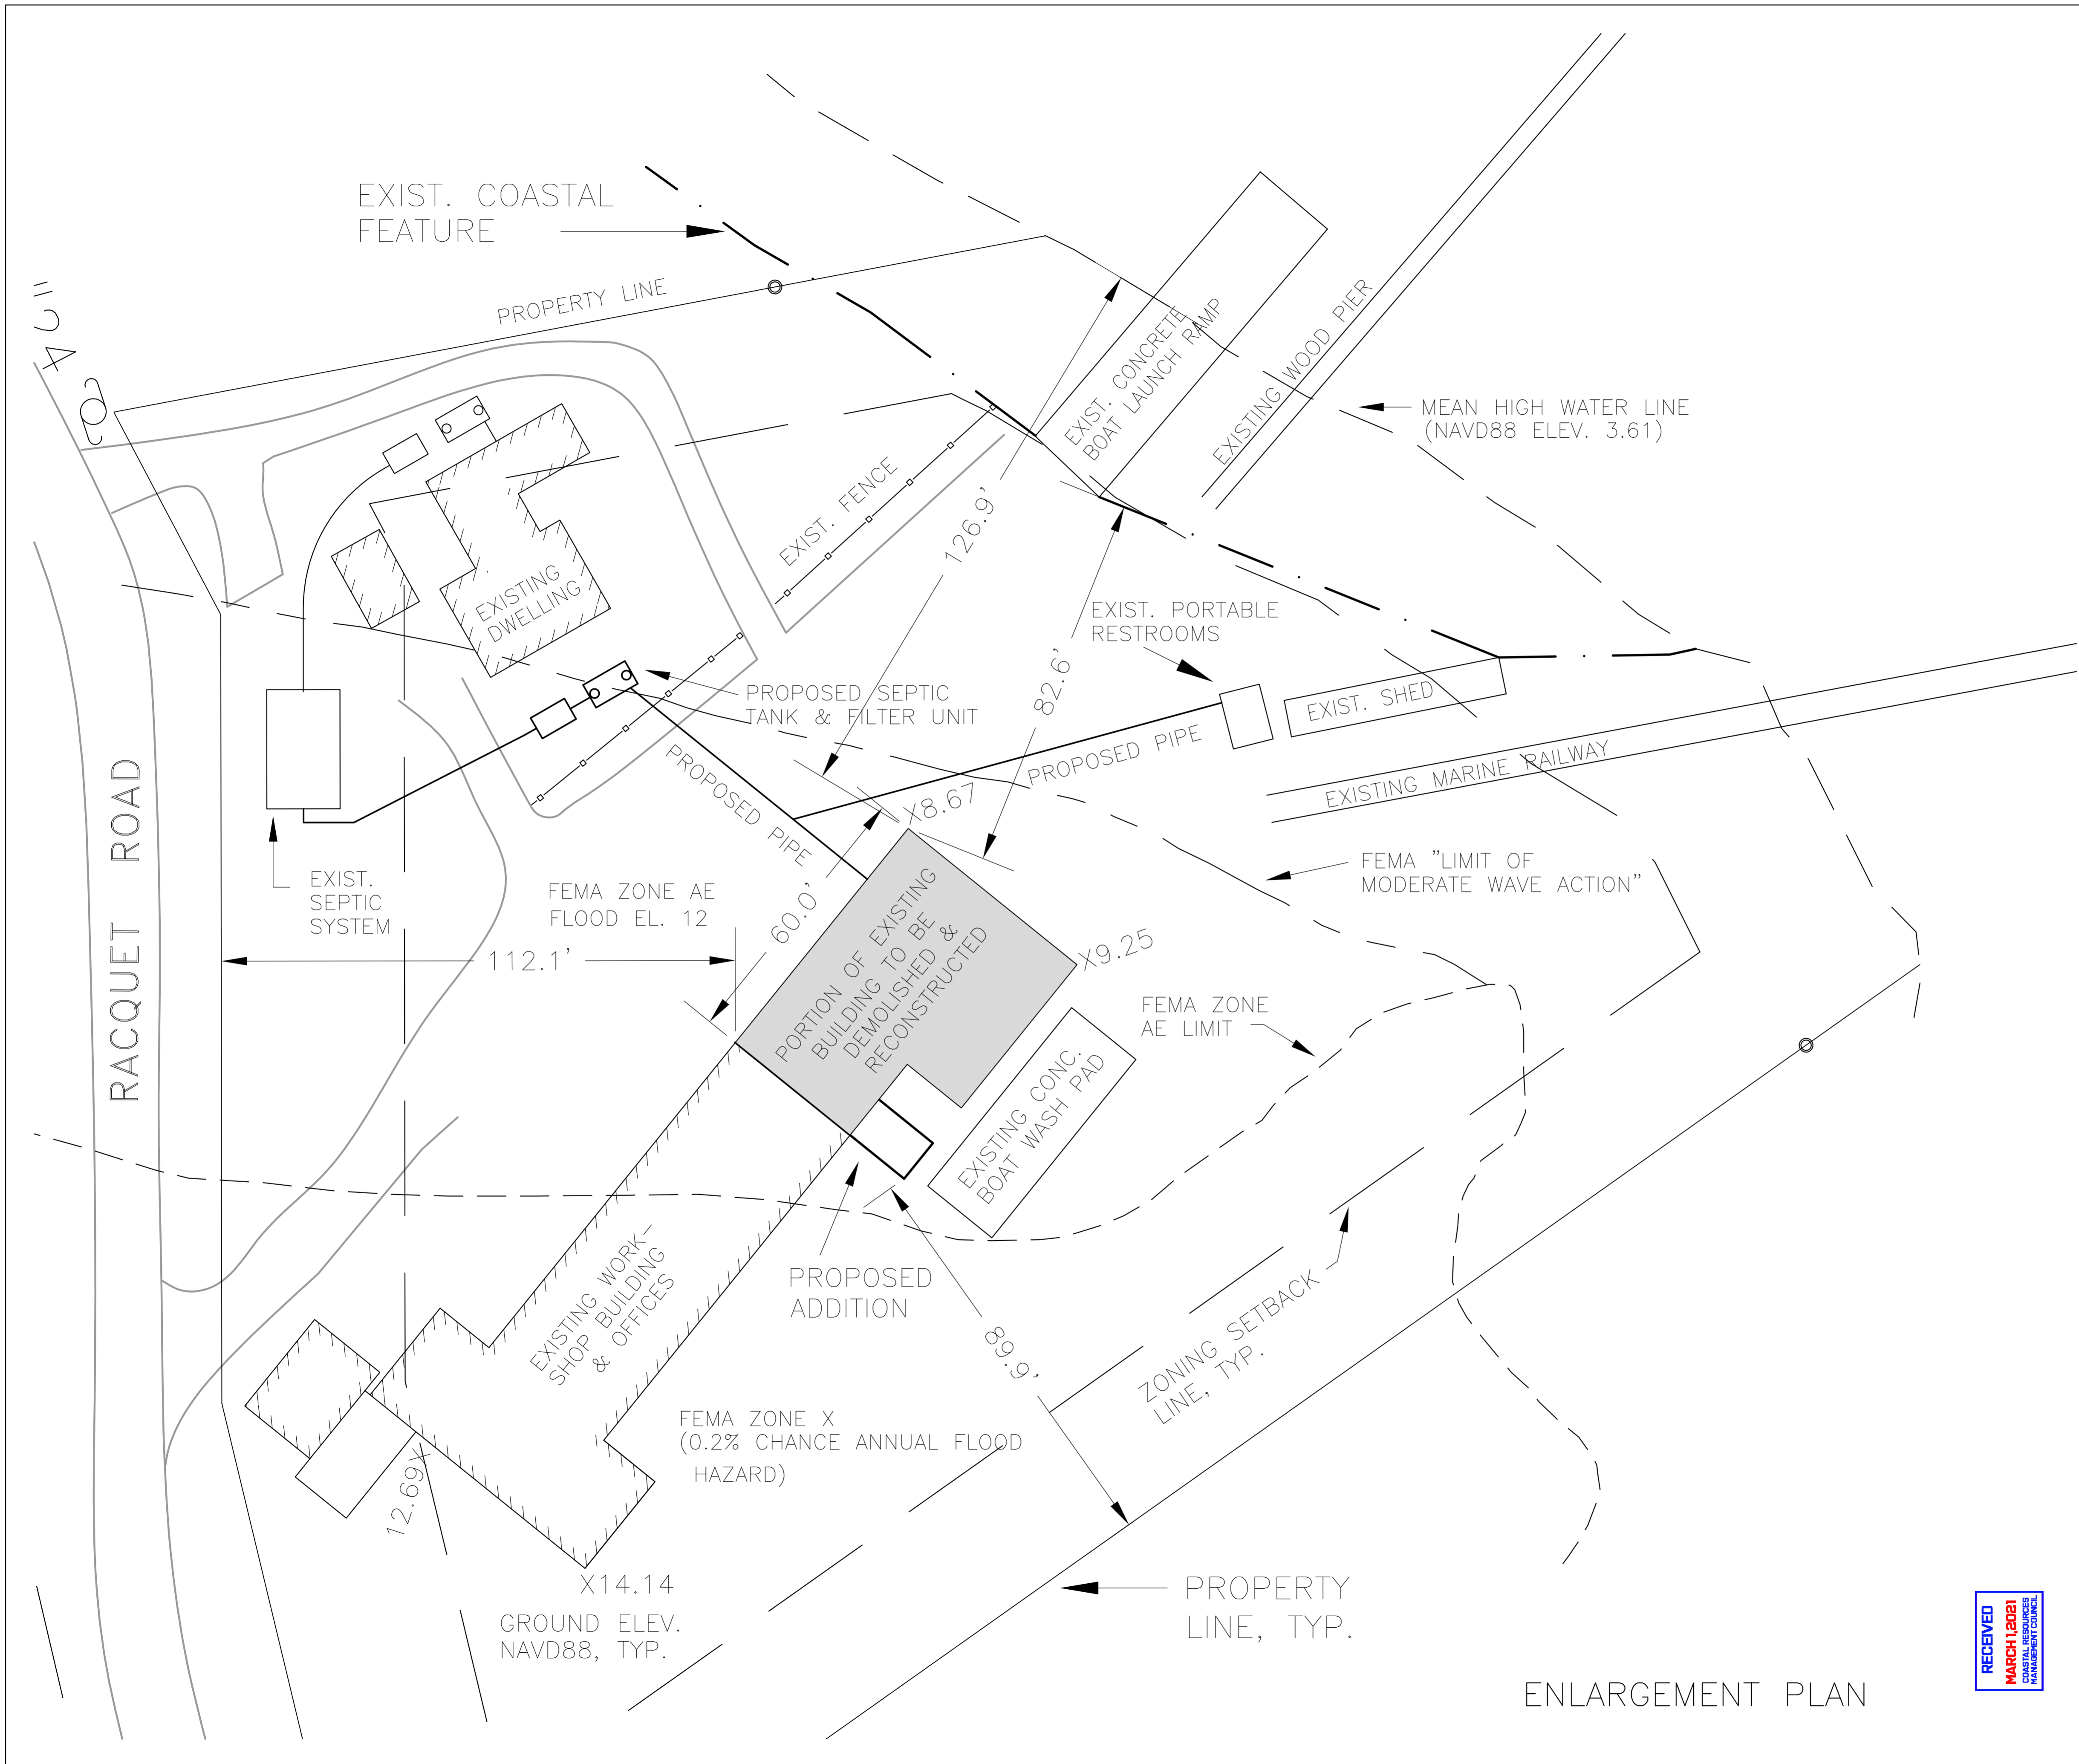 EXIST. COASTAL
FEATURE
PROPERTY LINE
EXIST. CONCRETE
BOAT LAUNCH RAMP
EXISTING WOOD PIER
MEAN HIGH WATER LINE
(NAVD88 ELEV. 3.61)
EXIST. FENCE
126.9'
EXISTING
DWELLING
82.6'
EXIST. PORTABLE
RESTROOMS
PROPOSED SEPTIC
TANK & FILTER UNIT
EXIST. SHED
PROPOSED PIPE
PROPOSED PIPE
EXISTING MARINE RAILWAY
RACQUET ROAD
EXIST.
SEPTIC
SYSTEM
FEMA ZONE AE
FLOOD EL. 12
X8.67
60.0'
FEMA "LIMIT OF
MODERATE WAVE ACTION"
112.1'
PORTION OF EXISTING
BUILDING TO BE
DEMOLISHED &
RECONSTRUCTED
X9.25
FEMA ZONE
AE LIMIT
EXISTING CONC.
BOAT WASH PAD
EXISTING WORK-
SHOP BUILDING
& OFFICES
PROPOSED
ADDITION
89.9'
ZONING SETBACK
LINE, TYP.
FEMA ZONE X
(0.2% CHANCE ANNUAL FLOOD
HAZARD)
12.69X
X14.14
GROUND ELEV.
NAVD88, TYP.
PROPERTY
LINE, TYP.
ENLARGEMENT PLAN
RECEIVED
MARCH 1,2021
COASTAL RESOURCES
MANAGEMENT COUNCIL